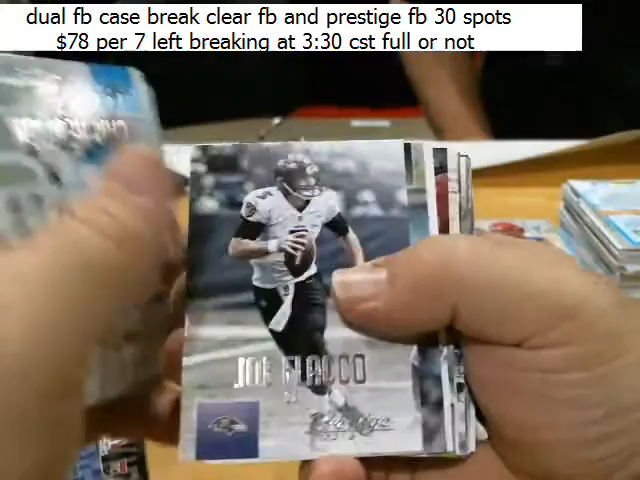 dual fb case break clear fb and prestige fb 30 spots
$78 per 7 left breaking at 3:30 cst full or not
JOE FLACCO
Prestige